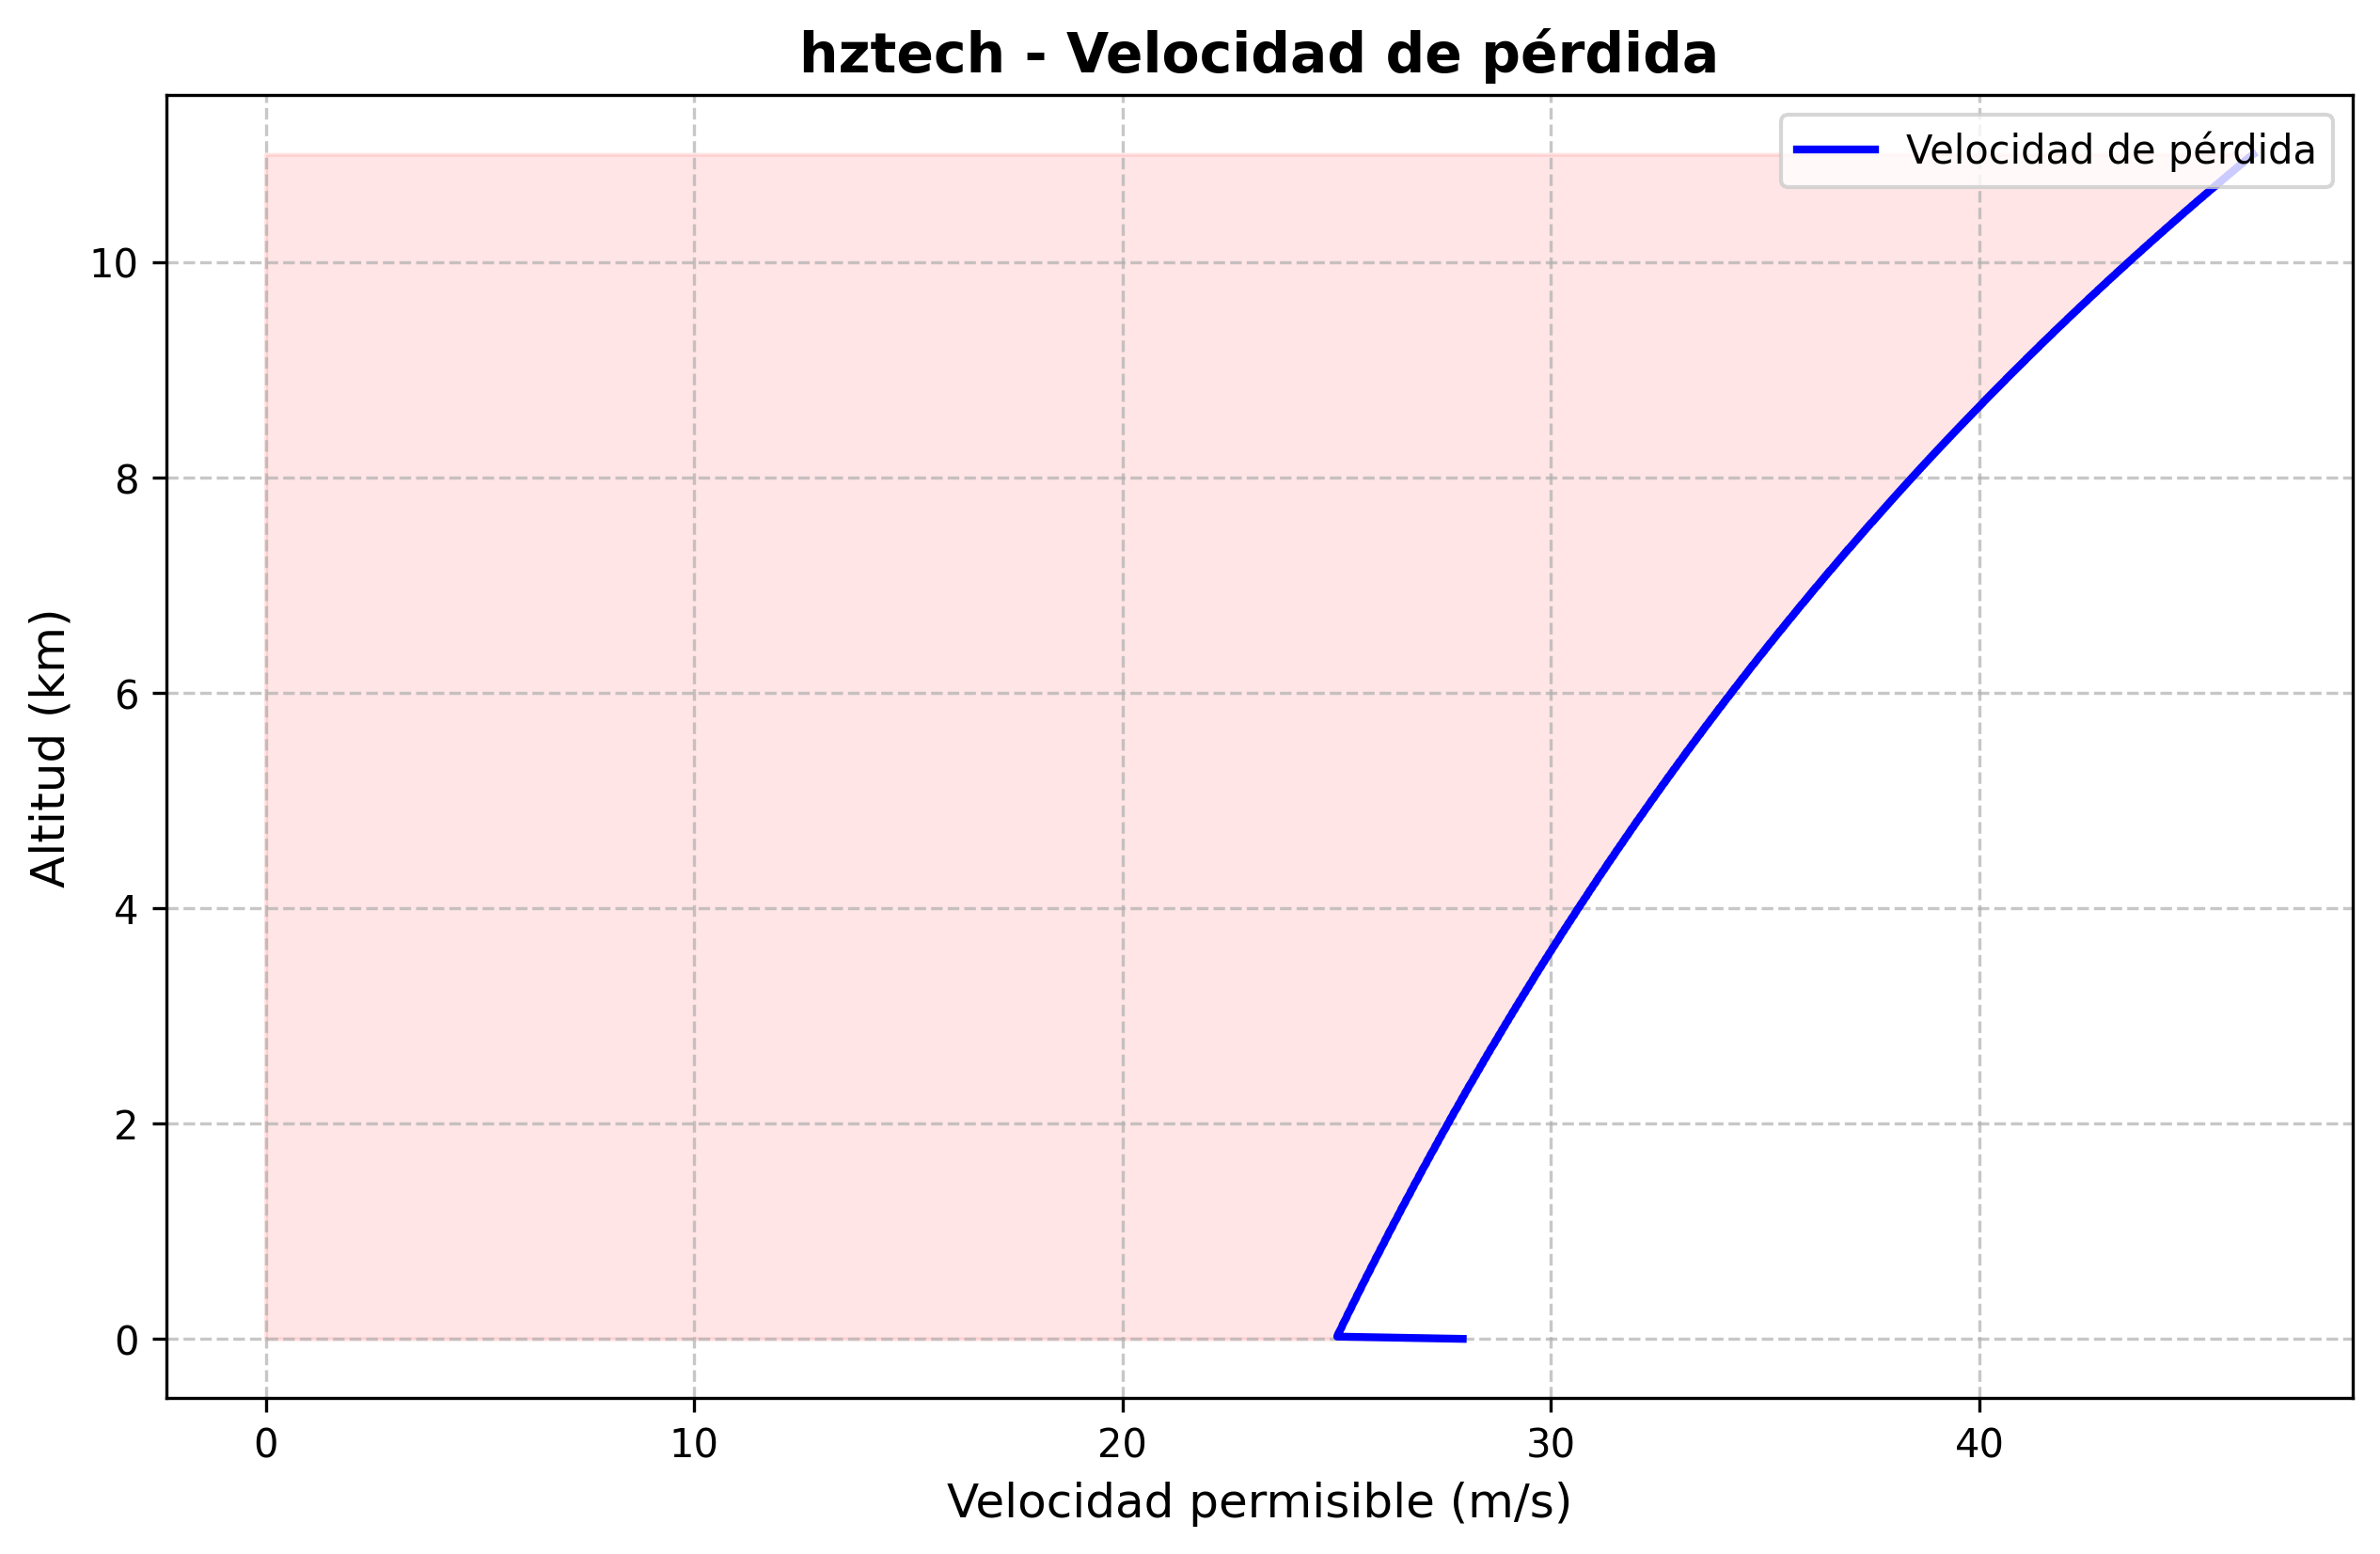 hztech - Velocidad de pérdida
Velocidad de pérdida
Altitud (km)
10
8
6
4
2
0
0 10 20 30 40
Velocidad permisible (m/s)